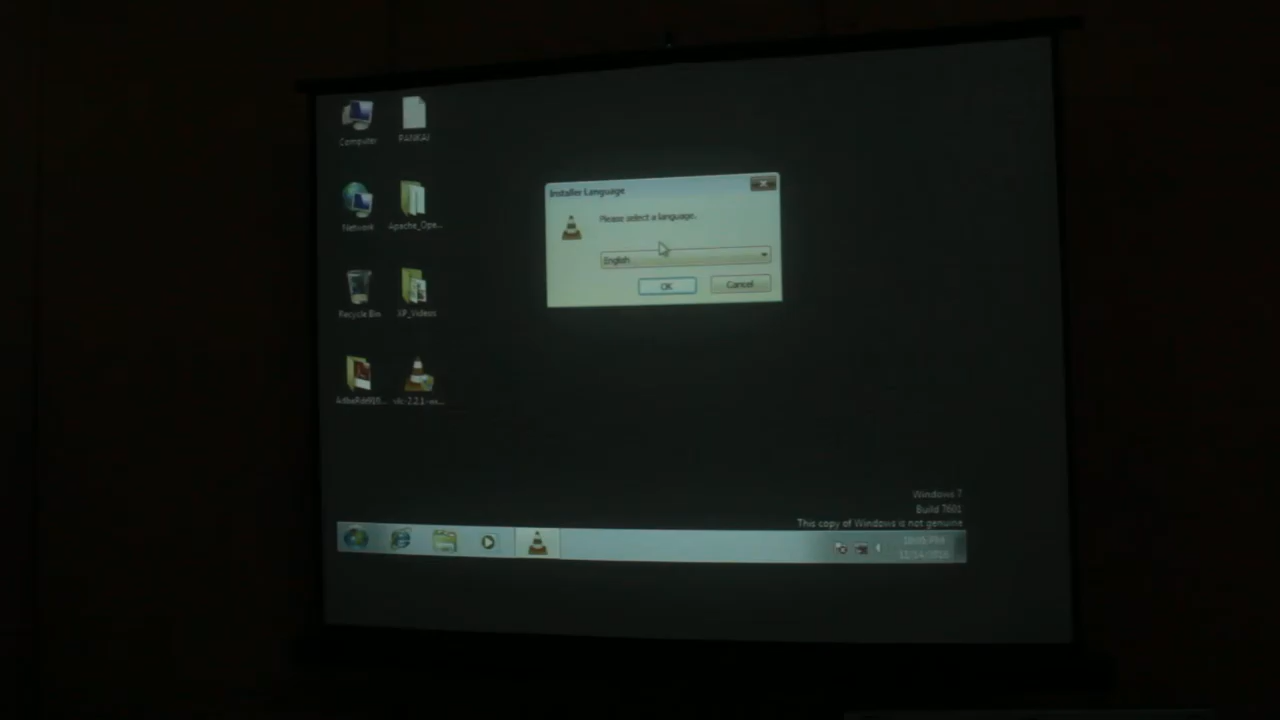 Computer
Network
Apache_Ope...
Recycle Bin
XP_Videos
Installer Language
Please select a language.
English
OK
Cancel
Windows 7
Build 7601
This copy of Windows is not genuine